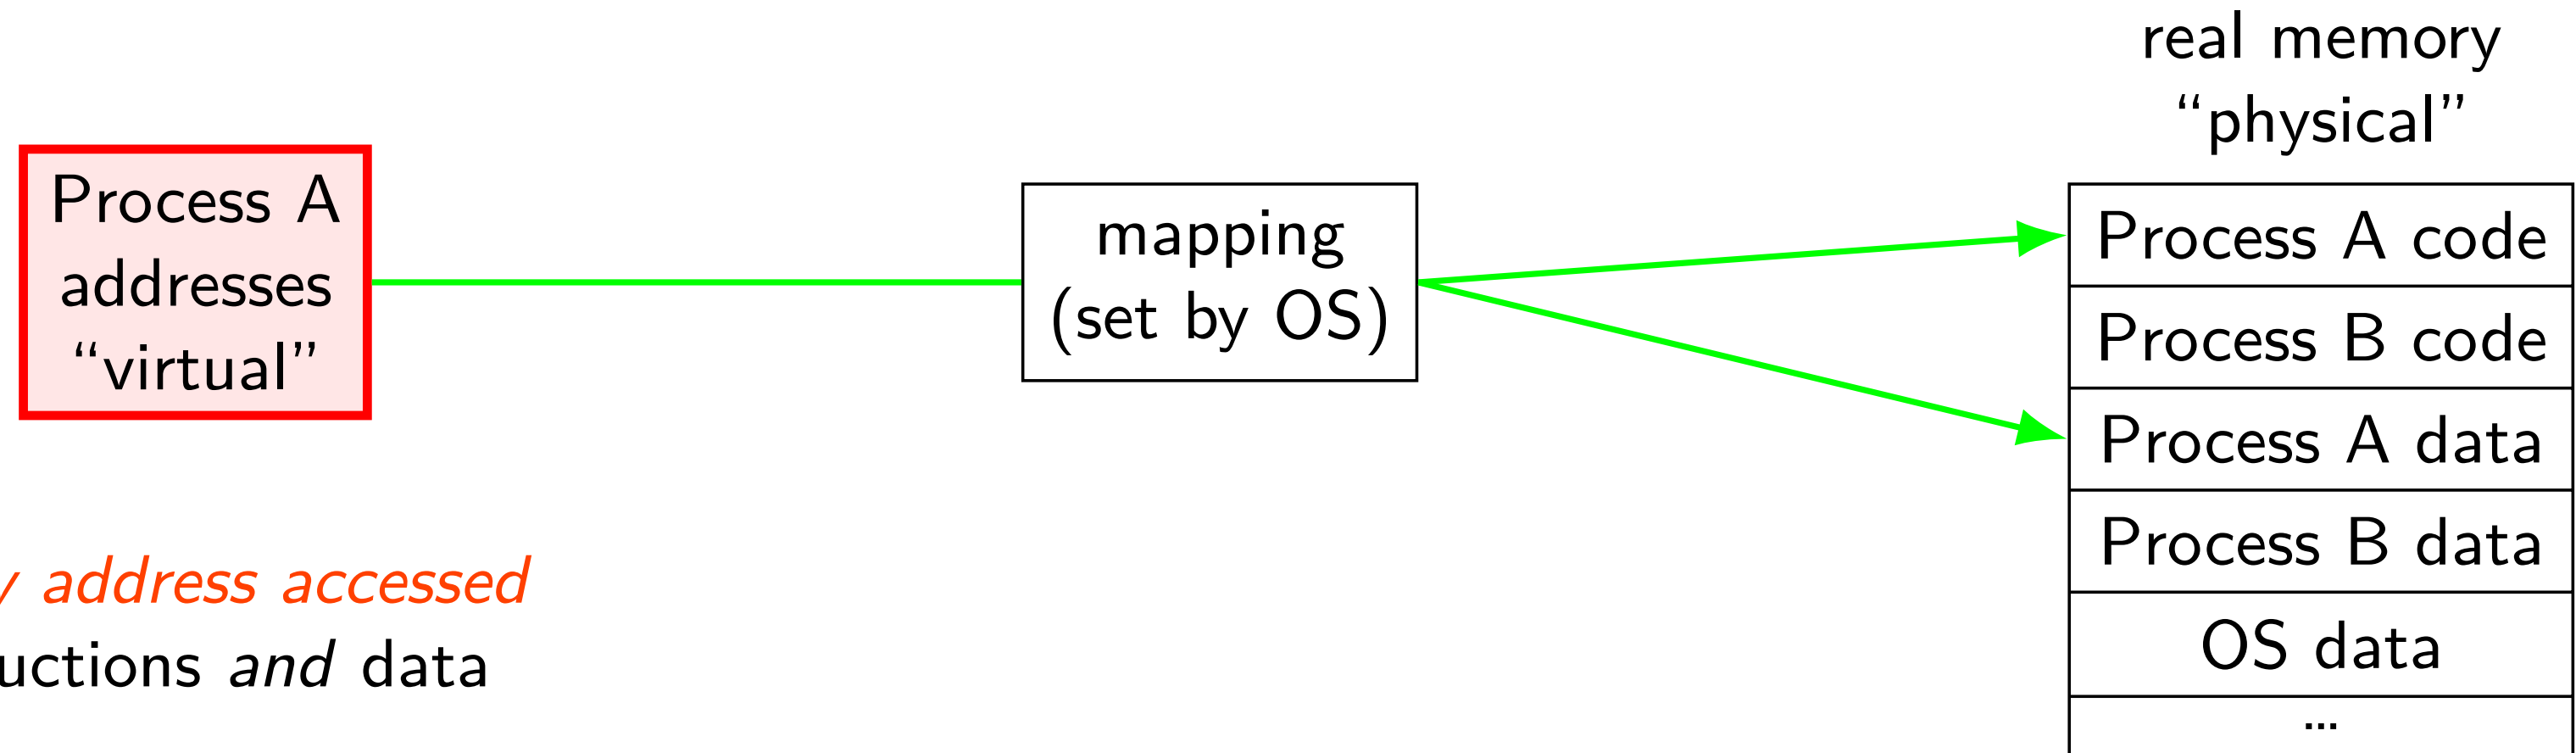 real memory
“physical”
Process A
addresses
“virtual”
mapping
(set by OS)
Process A code
Process B code
Process A data
Process B data
OS data
...
address accessed
and data